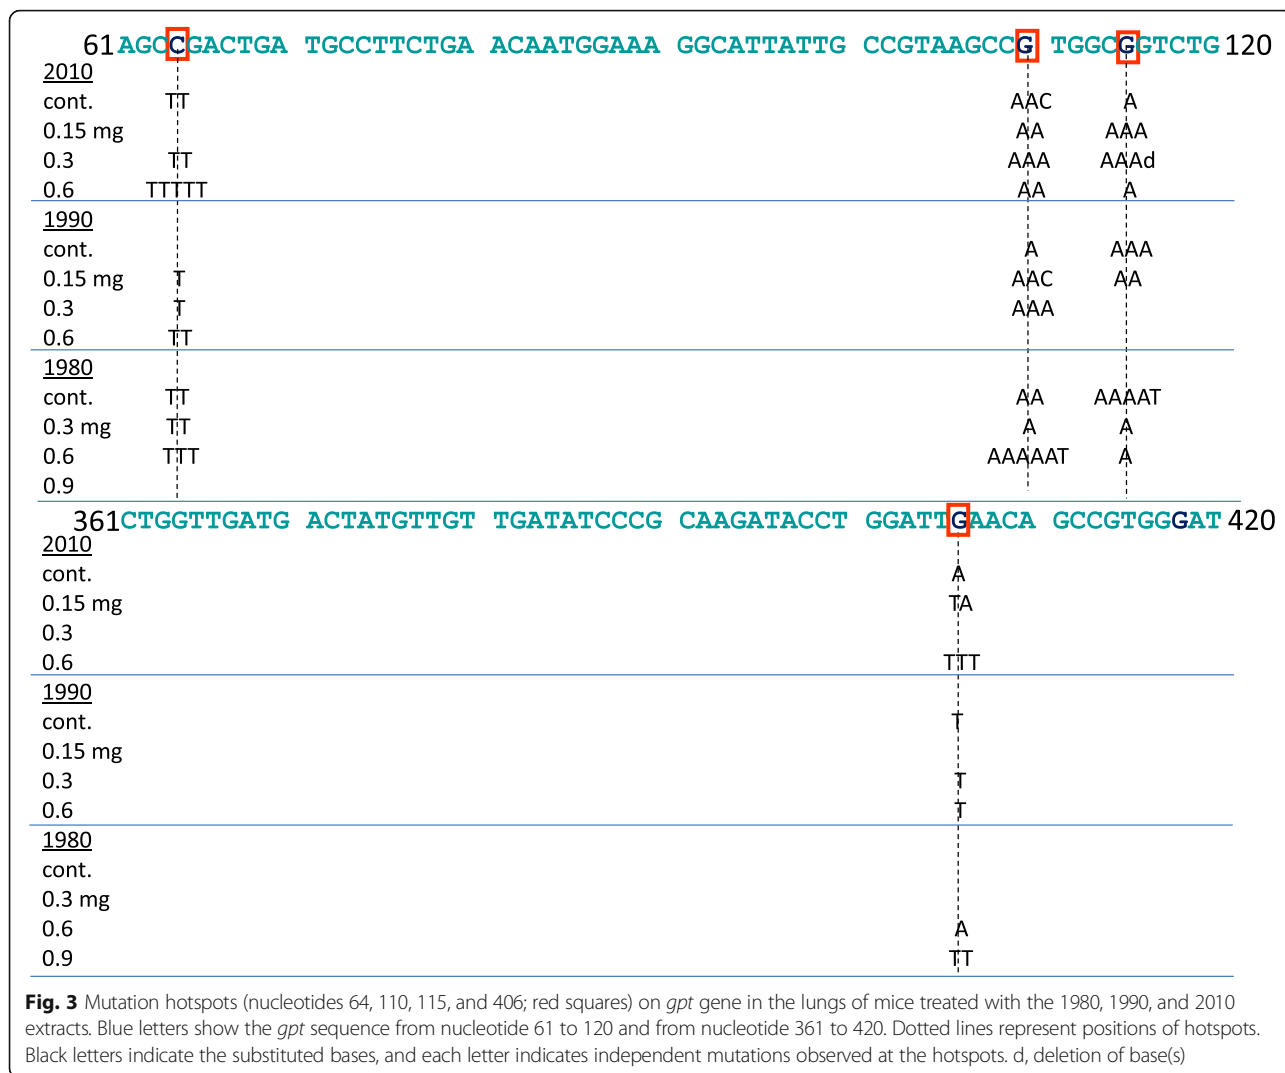 61 AGCCGACTGA TGCCTTCTGA ACAATGGAAA GGCATTATTG CCGTAAGCCG TGGCGGTCTG 120
2010
cont. TT AAC A
0.15 mg AA AAA
0.3 TT AAA AAAd
0.6 TTTTT AA A
1990
cont. A AAA
0.15 mg T AAC AA
0.3 T AAA
0.6 TT
1980
cont. TT AA AAAAT
0.3 mg TT A A
0.6 TTT AAAAAT A
0.9
361 CTGGTTGATG ACTATGTTGT TGATATCCCG CAAGATACCT GGATTGAACA GCCGTGGGAT 420
2010
cont. A
0.15 mg TA
0.3
0.6 TTT
1990
cont. T
0.15 mg
0.3 T
0.6 T
1980
cont.
0.3 mg
0.6 A
0.9 TT
Fig. 3 Mutation hotspots (nucleotides 64, 110, 115, and 406; red squares) on gpt gene in the lungs of mice treated with the 1980, 1990, and 2010
extracts. Blue letters show the gpt sequence from nucleotide 61 to 120 and from nucleotide 361 to 420. Dotted lines represent positions of hotspots.
Black letters indicate the substituted bases, and each letter indicates independent mutations observed at the hotspots. d, deletion of base(s)